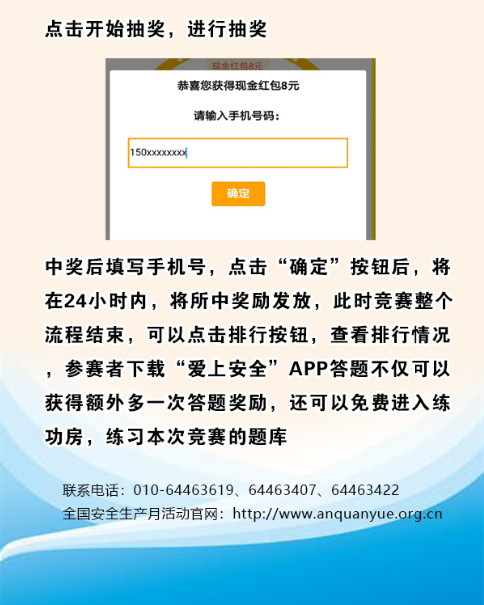 点击开始抽奖，进行抽奖
现金红包8元
恭喜您获得现金红包8元
请输入手机号码：
150xxxxxxxx
确定
中奖后填写手机号，点击“确定”按钮后，将
在24小时内，将所中奖励发放，此时竞赛整个
流程结束，可以点击排行按钮，查看排行情况
，参赛者下载“爱上安全”APP答题不仅可以
获得额外多一次答题奖励，还可以免费进入练
功房，练习本次竞赛的题库
联系电话：010-64463619、64463407、64463422
全国安全生产月活动官网：http://www.anquanyue.org.cn